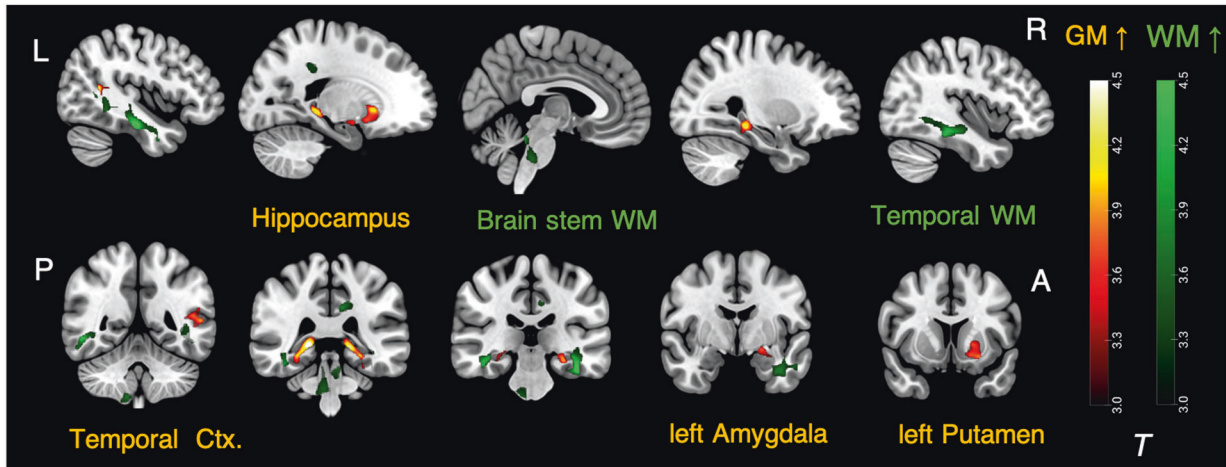 L
R
GM ↑ WM ↑
Hippocampus
Brain stem WM
Temporal WM
4.5 4.5
4.2 4.2
3.9 3.9
3.6 3.6
3.3 3.3
3.0 3.0
P
A
Temporal Ctx.
left Amygdala
left Putamen
T